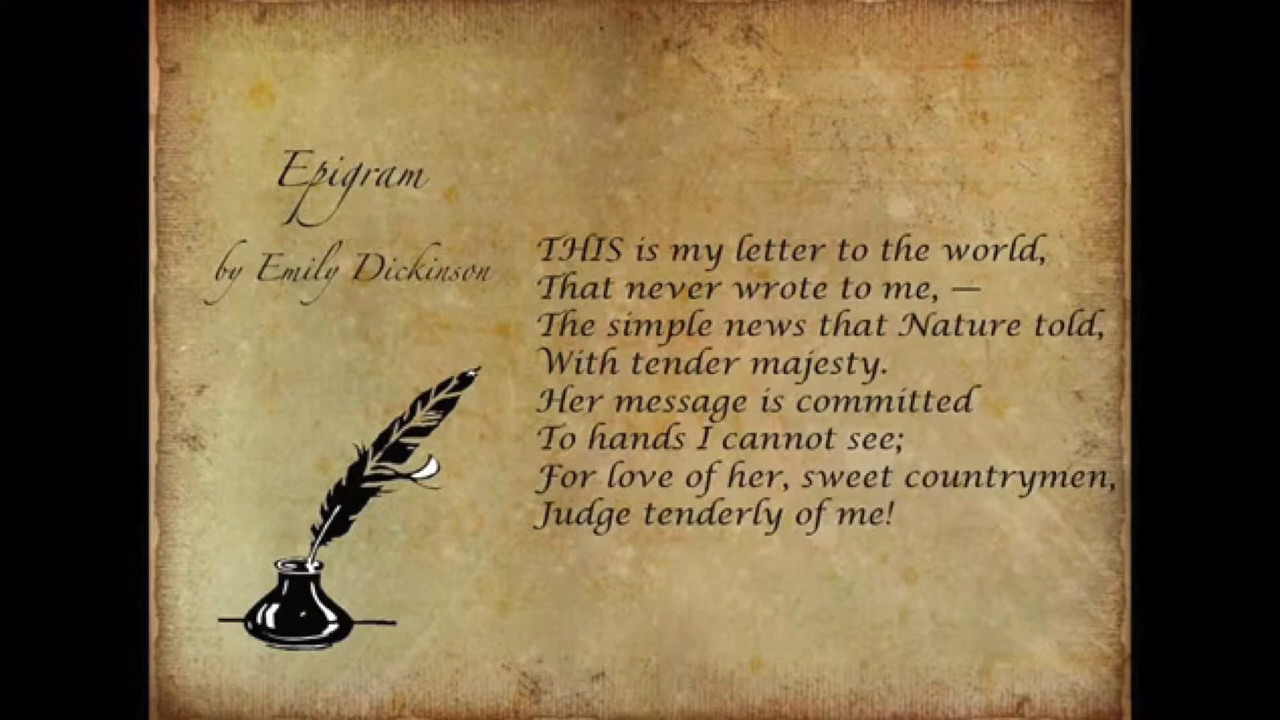 Epigram
by Emily Dickinson
THIS is my letter to the world,
That never wrote to me, —
The simple news that Nature told,
With tender majesty.
Her message is committed
To hands I cannot see;
For love of her, sweet countrymen,
Judge tenderly of me!